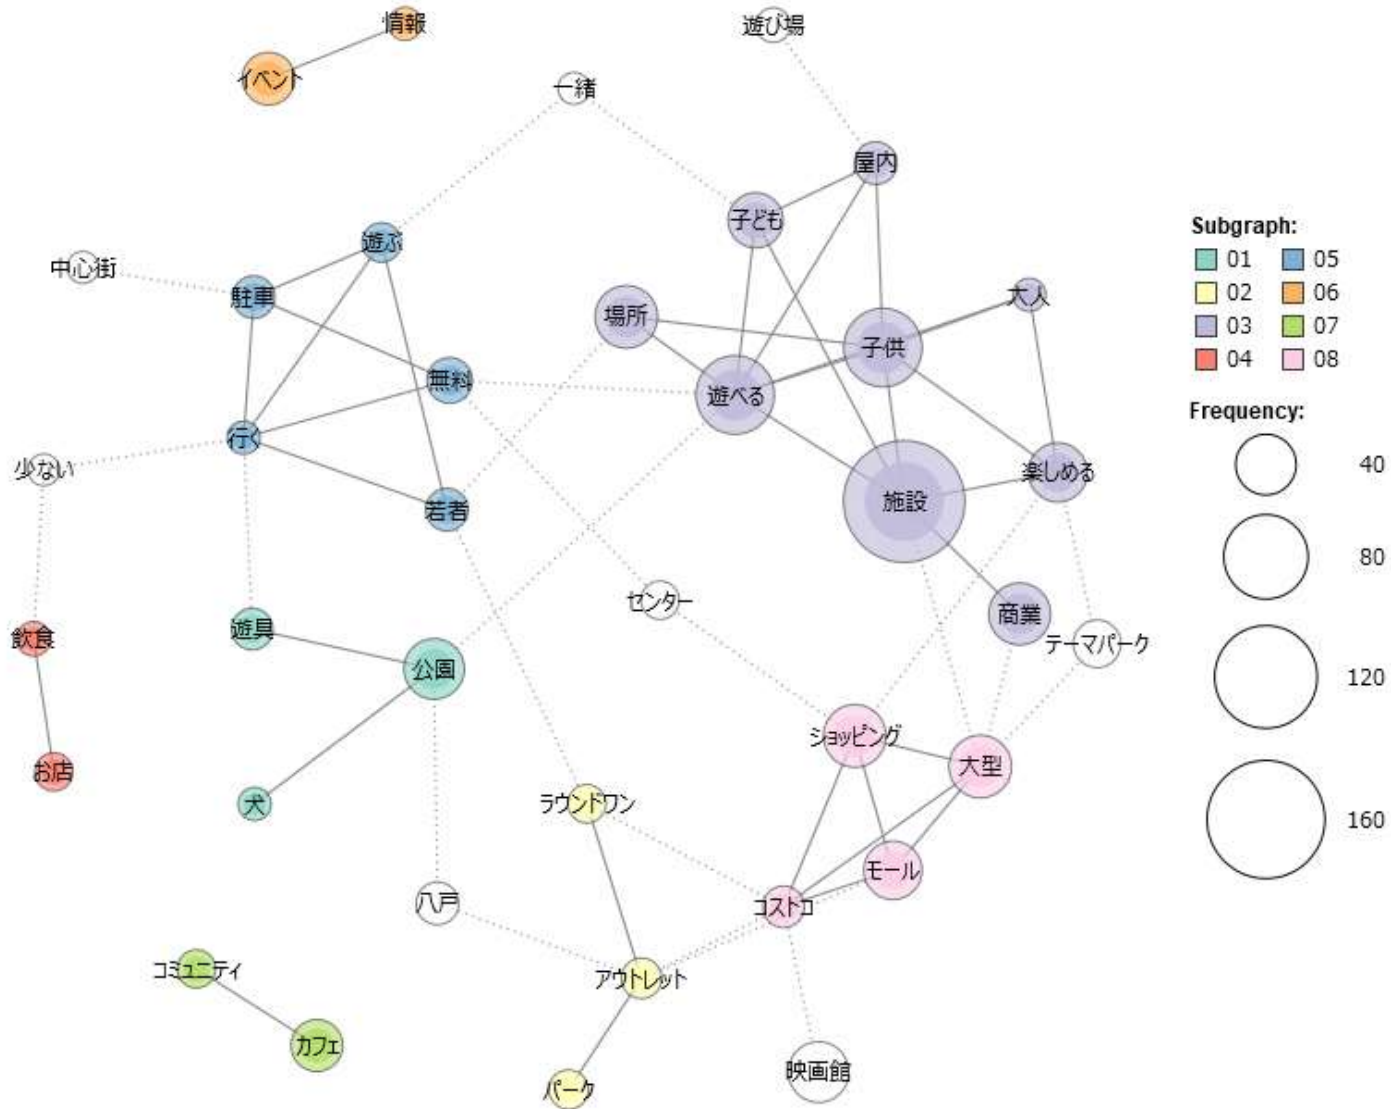 情報
遊び場
イベント
一緒
屋内
子ども
遊ぶ
中心街
駐車
大人
場所
子供
無料
遊べる
行く
少ない
楽しめる
若者
施設
センター
商業
遊具
飲食
テーマパーク
公園
ショッピング
大型
お店
犬
ラウンドワン
モール
八戸
コストコ
コミュニティ
アウトレット
カフェ
映画館
パーク
Subgraph:
01 05
02 06
03 07
04 08
Frequency:
40
80
120
160